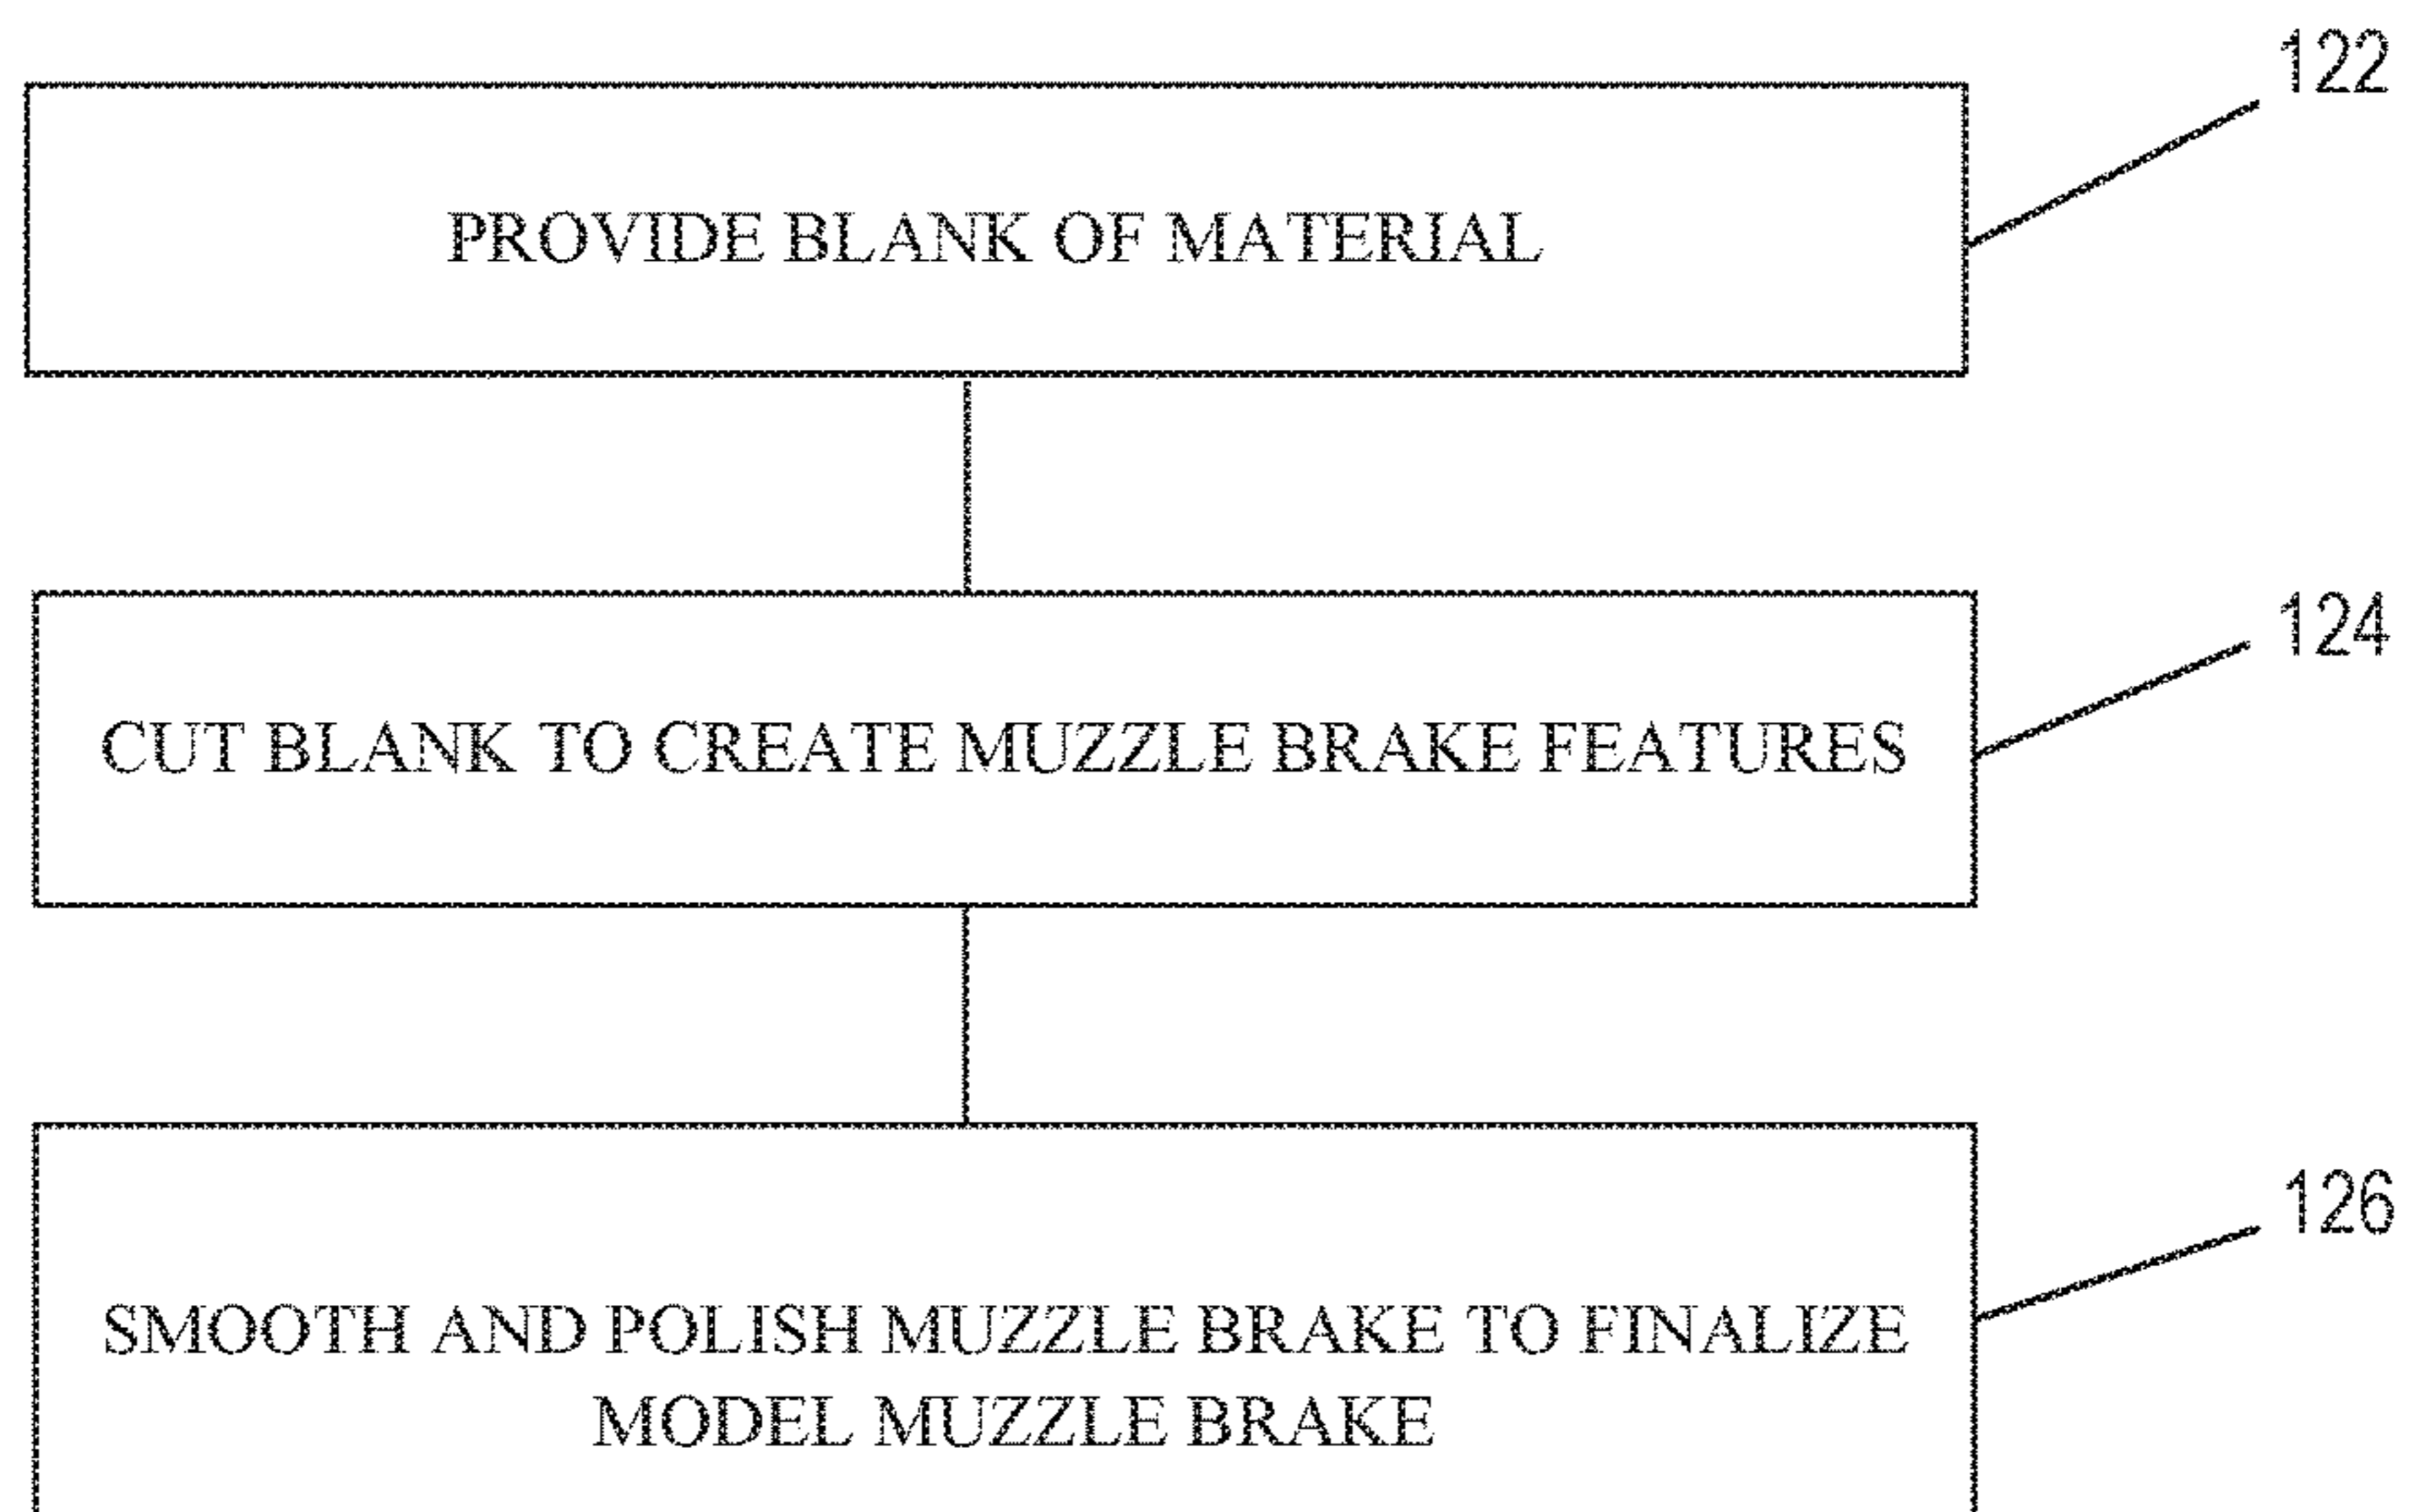 122
PROVIDE BLANK OF MATERIAL
124
CUT BLANK TO CREATE MUZZLE BRAKE FEATURES
126
SMOOTH AND POLISH MUZZLE BRAKE TO FINALIZE
MODEL MUZZLE BRAKE